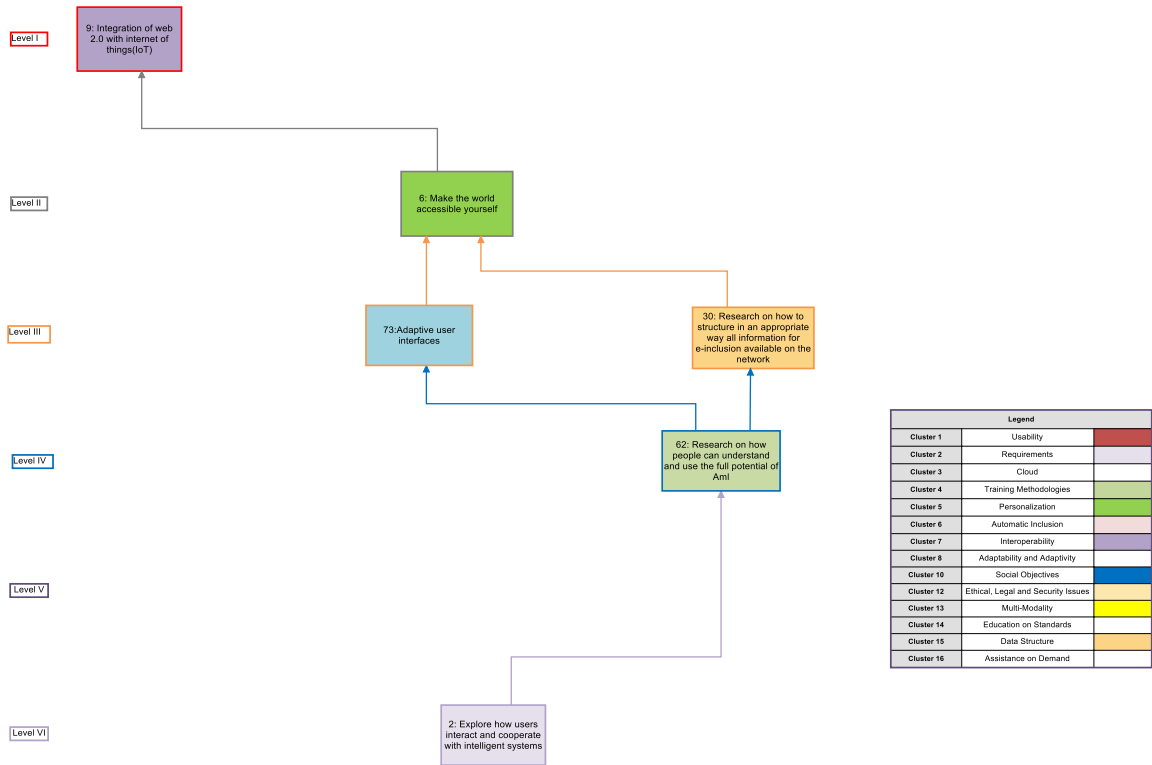 Level I
9: Integration of web
2.0 with internet of
things(IoT)
Level II
6: Make the world
accessible yourself
Level III
73:Adaptive user
interfaces
30: Research on how to
structure in an appropriate
way all information for
e-inclusion available on the
network
Level IV
62: Research on how
people can understand
and use the full potential of
AmI
Level V
Level VI
2: Explore how users
interact and cooperate
with intelligent systems
Legend
Cluster 1 Usability
Cluster 2 Requirements
Cluster 3 Cloud
Cluster 4 Training Methodologies
Cluster 5 Personalization
Cluster 6 Automatic Inclusion
Cluster 7 Interoperability
Cluster 8 Adaptability and Adaptivity
Cluster 10 Social Objectives
Cluster 12 Ethical, Legal and Security Issues
Cluster 13 Multi-Modality
Cluster 14 Education on Standards
Cluster 15 Data Structure
Cluster 16 Assistance on Demand